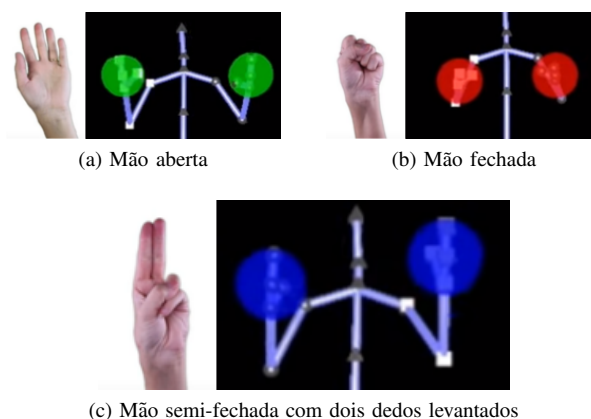 (a) Mão aberta
(b) Mão fechada
(c) Mão semi-fechada com dois dedos levantados